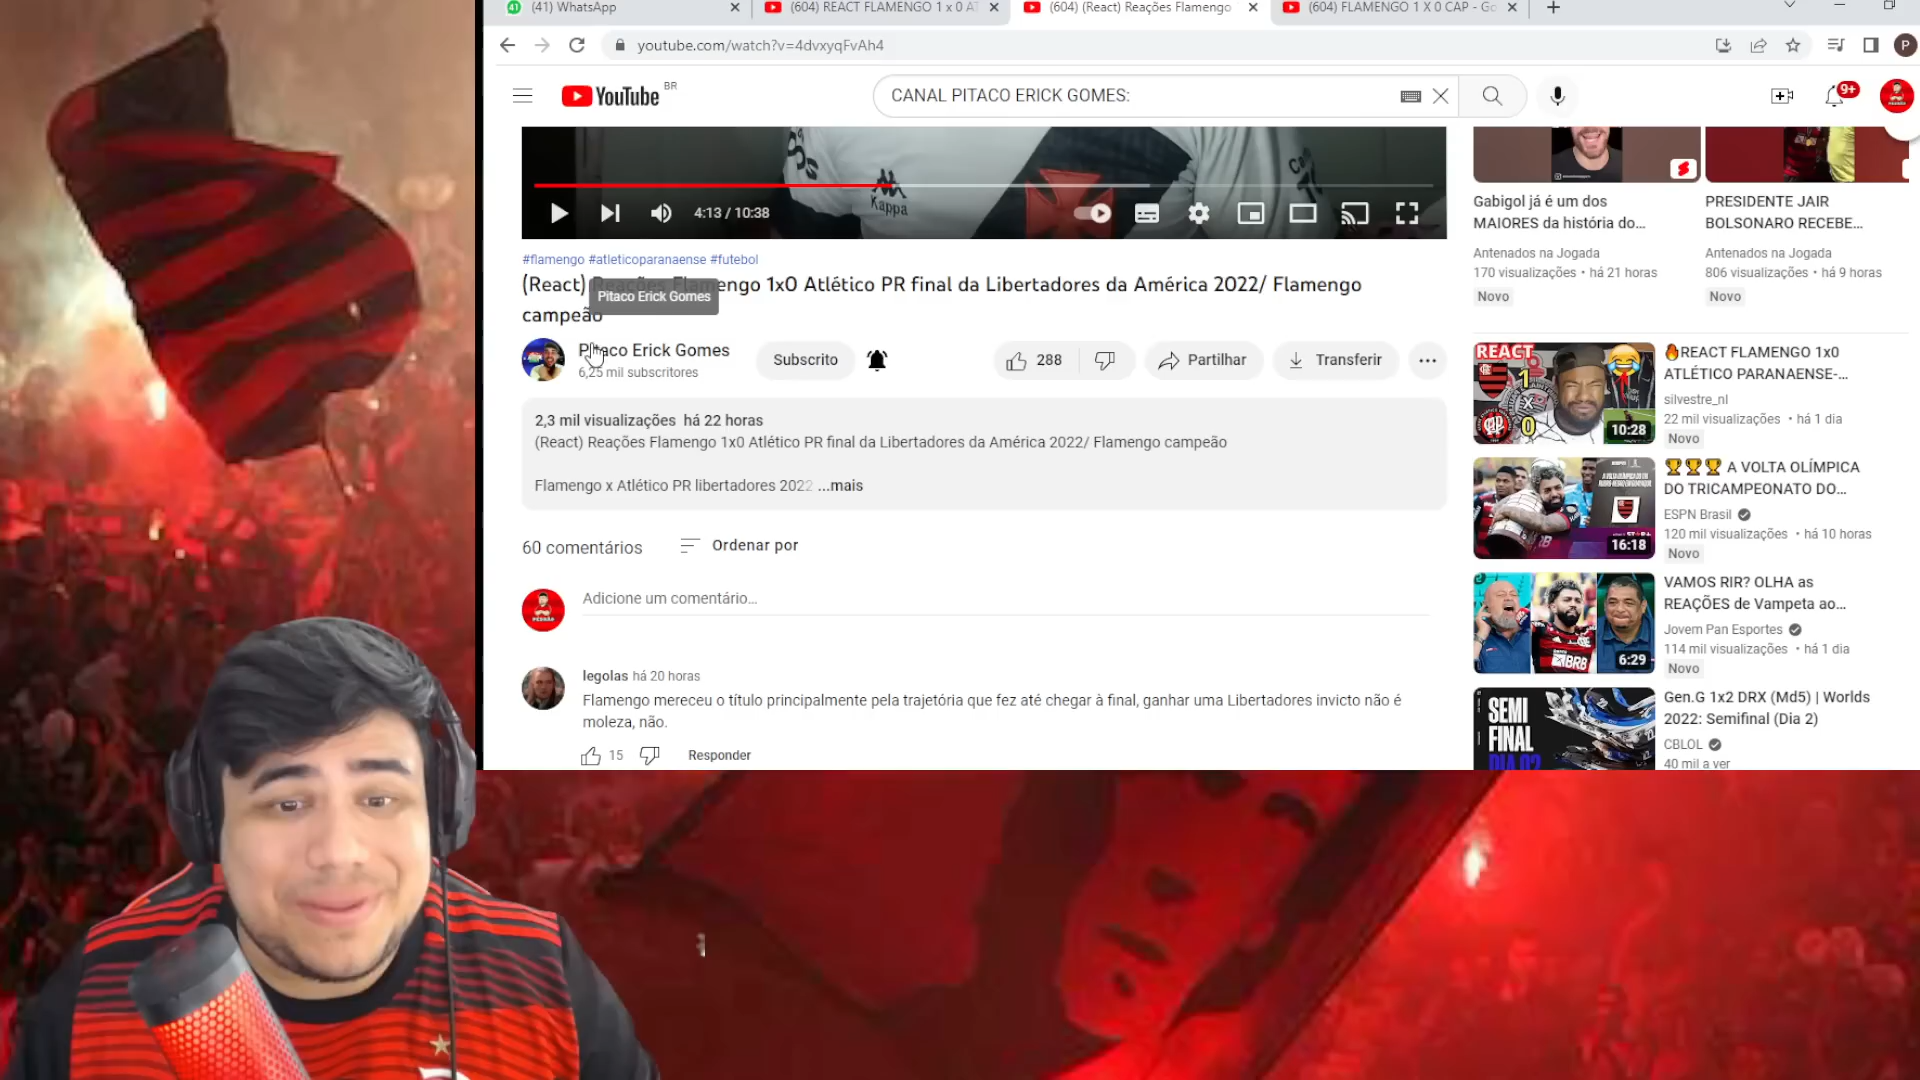 41
(41) WhatsApp
(604) REACT FLAMENGO 1 x 0 AT
(604) (React) Reações Flamengo
(604) FLAMENGO 1 X 0 CAP - Go
youtube.com/watch?v=4dvxyqFvAh4
P
YouTube BR
CANAL PITACO ERICK GOMES:
9+
Kappa
4:13 / 10:38
#flamengo #atleticoparanaense #futebol
(React) Reações Flamengo 1x0 Atlético PR final da Libertadores da América 2022/ Flamengo
campeão
Pitaco Erick Gomes
Pitaco Erick Gomes
6,25 mil subscritores
Subscrito
288
Partilhar
Transferir
2,3 mil visualizações há 22 horas
(React) Reações Flamengo 1x0 Atlético PR final da Libertadores da América 2022/ Flamengo campeão
Flamengo x Atlético PR libertadores 2022 ...mais
60 comentários
Ordenar por
Adicione um comentário...
legolas há 20 horas
Flamengo mereceu o título principalmente pela trajetória que fez até chegar à final, ganhar uma Libertadores invicto não é
moleza, não.
15
Responder
Gabigol já é um dos
MAIORES da história do...
Antenados na Jogada
170 visualizações • há 21 horas
Novo
PRESIDENTE JAIR
BOLSONARO RECEBE...
Antenados na Jogada
806 visualizações • há 9 horas
Novo
REACT
1
X
0
10:28
🔥REACT FLAMENGO 1x0
ATLÉTICO PARANAENSE-...
silvestre_nl
22 mil visualizações • há 1 dia
Novo
16:18
🏆🏆🏆 A VOLTA OLÍMPICA
DO TRICAMPEONATO DO...
ESPN Brasil
120 mil visualizações • há 10 horas
Novo
BRB
6:29
VAMOS RIR? OLHA as
REAÇÕES de Vampeta ao...
Jovem Pan Esportes
114 mil visualizações • há 1 dia
Novo
SEMI
FINAL
DIA 02
Gen.G 1x2 DRX (Md5) | Worlds
2022: Semifinal (Dia 2)
CBLOL
40 mil a ver